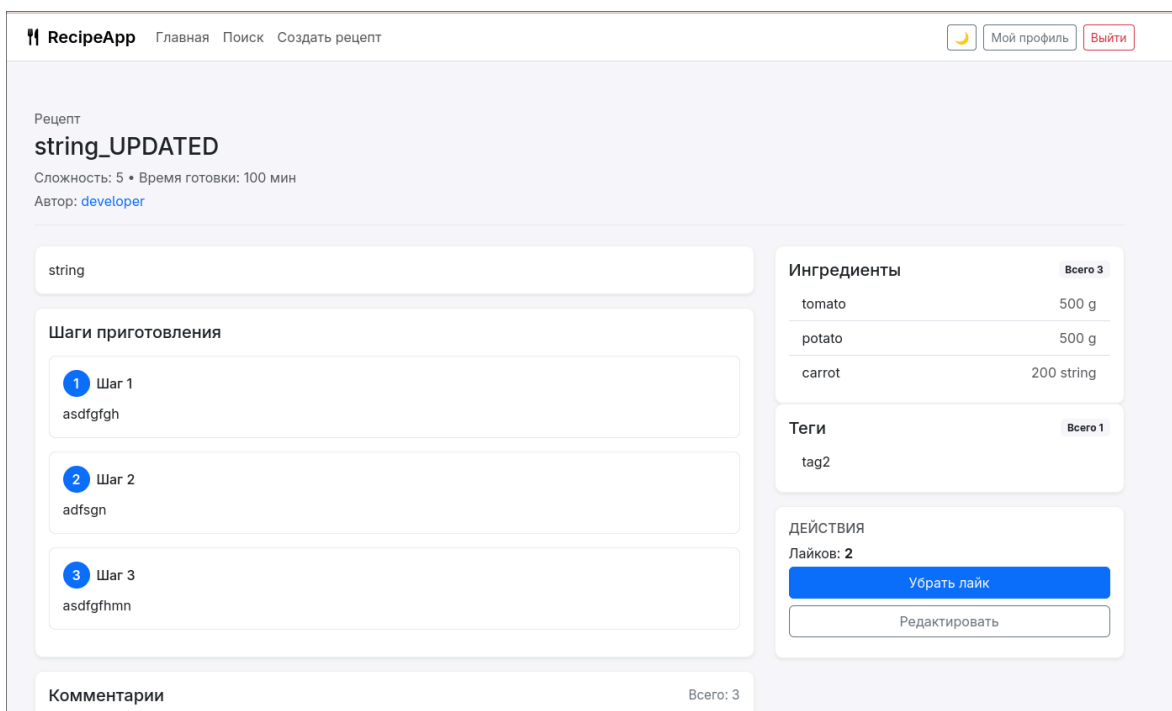 RecipeApp Главная Поиск Создать рецепт Мой профиль Выйти
Рецепт
string_UPDATED
Сложность: 5 • Время готовки: 100 мин
Автор: developer
string
Шаги приготовления
1 Шаг 1
asdfgfgh
2 Шаг 2
adfsgn
3 Шаг 3
asdfgfhmn
Комментарии Всего: 3
Ингредиенты Всего 3
tomato 500 g
potato 500 g
carrot 200 string
Теги Всего 1
tag2
ДЕЙСТВИЯ
Лайков: 2
Убрать лайк
Редактировать